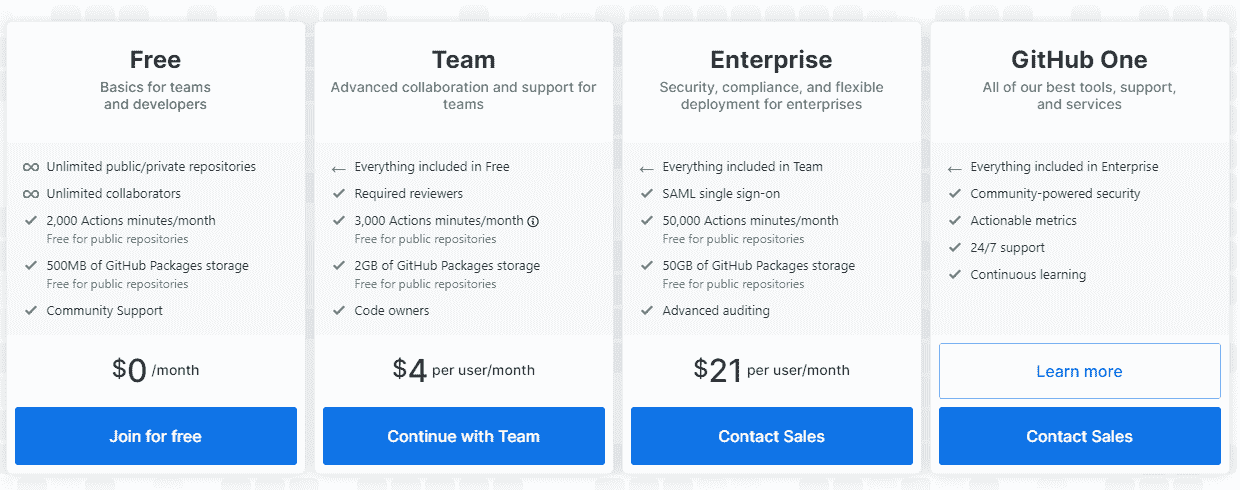 Free
Basics for teams
and developers
Unlimited public/private repositories
Unlimited collaborators
2,000 Actions minutes/month
Free for public repositories
500MB of GitHub Packages storage
Free for public repositories
Community Support
$0 /month
Join for free
Team
Advanced collaboration and support for
teams
Everything included in Free
Required reviewers
3,000 Actions minutes/month
Free for public repositories
2GB of GitHub Packages storage
Free for public repositories
Code owners
$4 per user/month
Continue with Team
Enterprise
Security, compliance, and flexible
deployment for enterprises
Everything included in Team
SAML single sign-on
50,000 Actions minutes/month
Free for public repositories
50GB of GitHub Packages storage
Free for public repositories
Advanced auditing
$21 per user/month
Contact Sales
GitHub One
All of our best tools, support,
and services
Everything included in Enterprise
Community-powered security
Actionable metrics
24/7 support
Continuous learning
Learn more
Contact Sales